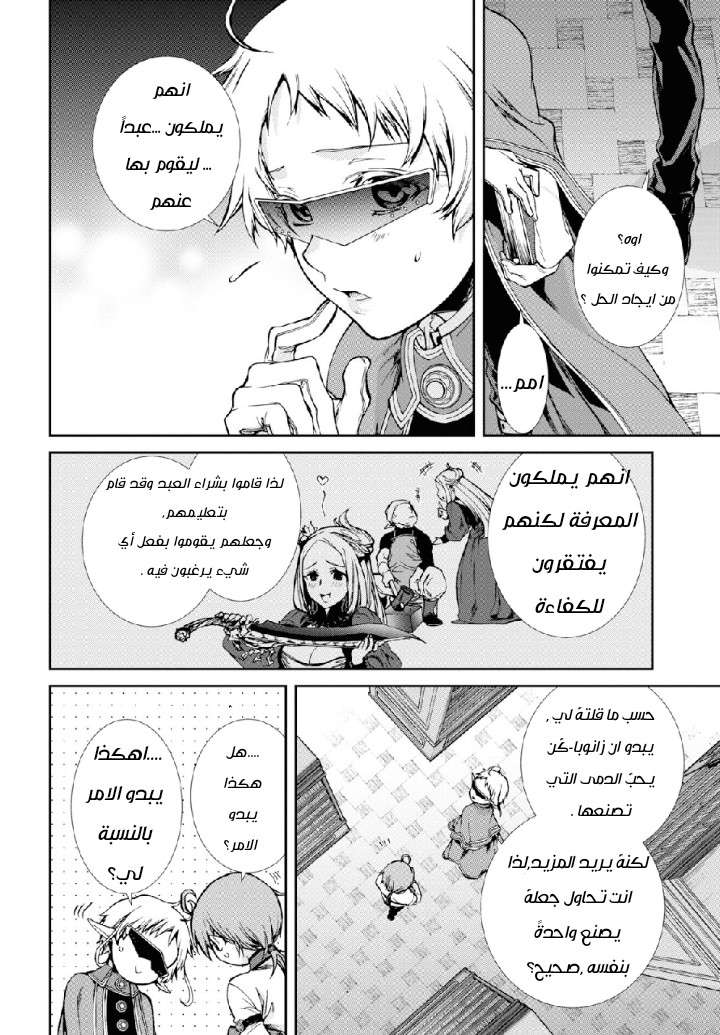 اوه؟
وكيف تمكنوا
من ايجاد الحل ؟
امم...
انهم
يملكون ...عبداً
... ليقوم بها
عنهم
انهم يملكون
المعرفة لكنهم
يفتقرون
للكفاءة
لذا قاموا بشراء العبد وقد قام
بتعليمهم,
وجعلهم يقوموا بفعل أي
شيء يرغبون فيه .
حسب ما قلتهُ لي ,
يبدو ان زانوبا-كُن
يحبُ الدمى التي
تصنعها .
لكنهُ يريد المزيد,لذا
انت تحاول جعلهُ
يصنع واحدةً
بنفسه ,صحيح؟
....هل
هكذا
يبدو
الامر؟
....اهكذا
يبدو الامر
بالنسبة
لي؟